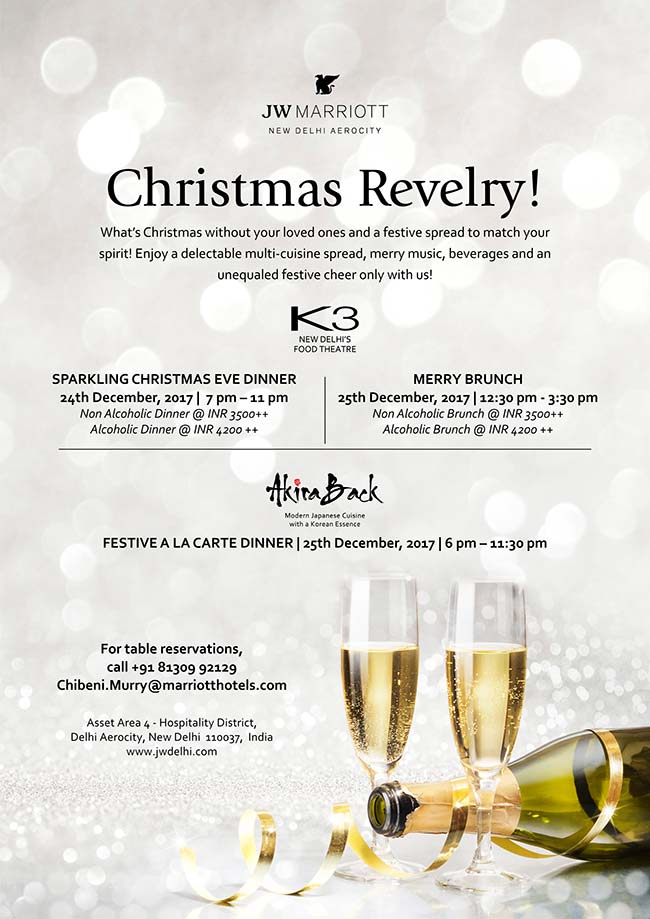 JW MARRIOTT
NEW DELHI AEROCITY
Christmas Revelry!
What's Christmas without your loved ones and a festive spread to match your
spirit! Enjoy a delectable multi-cuisine spread, merry music, beverages and an
unequaled festive cheer only with us!
K3
NEW DELHI'S
FOOD THEATRE
SPARKLING CHRISTMAS EVE DINNER
24th December, 2017 | 7 pm – 11 pm
Non Alcoholic Dinner @ INR 3500++
Alcoholic Dinner @ INR 4200 ++
MERRY BRUNCH
25th December, 2017 | 12:30 pm - 3:30 pm
Non Alcoholic Brunch @ INR 3500++
Alcoholic Brunch @ INR 4200 ++
Akira Back
Modern Japanese Cuisine
with a Korean Essence
FESTIVE A LA CARTE DINNER | 25th December, 2017 | 6 pm – 11:30 pm
For table reservations,
call +91 81309 92129
Chibeni.Murry@marriotthotels.com
Asset Area 4 - Hospitality District,
Delhi Aerocity, New Delhi 110037, India
www.jwdelhi.com